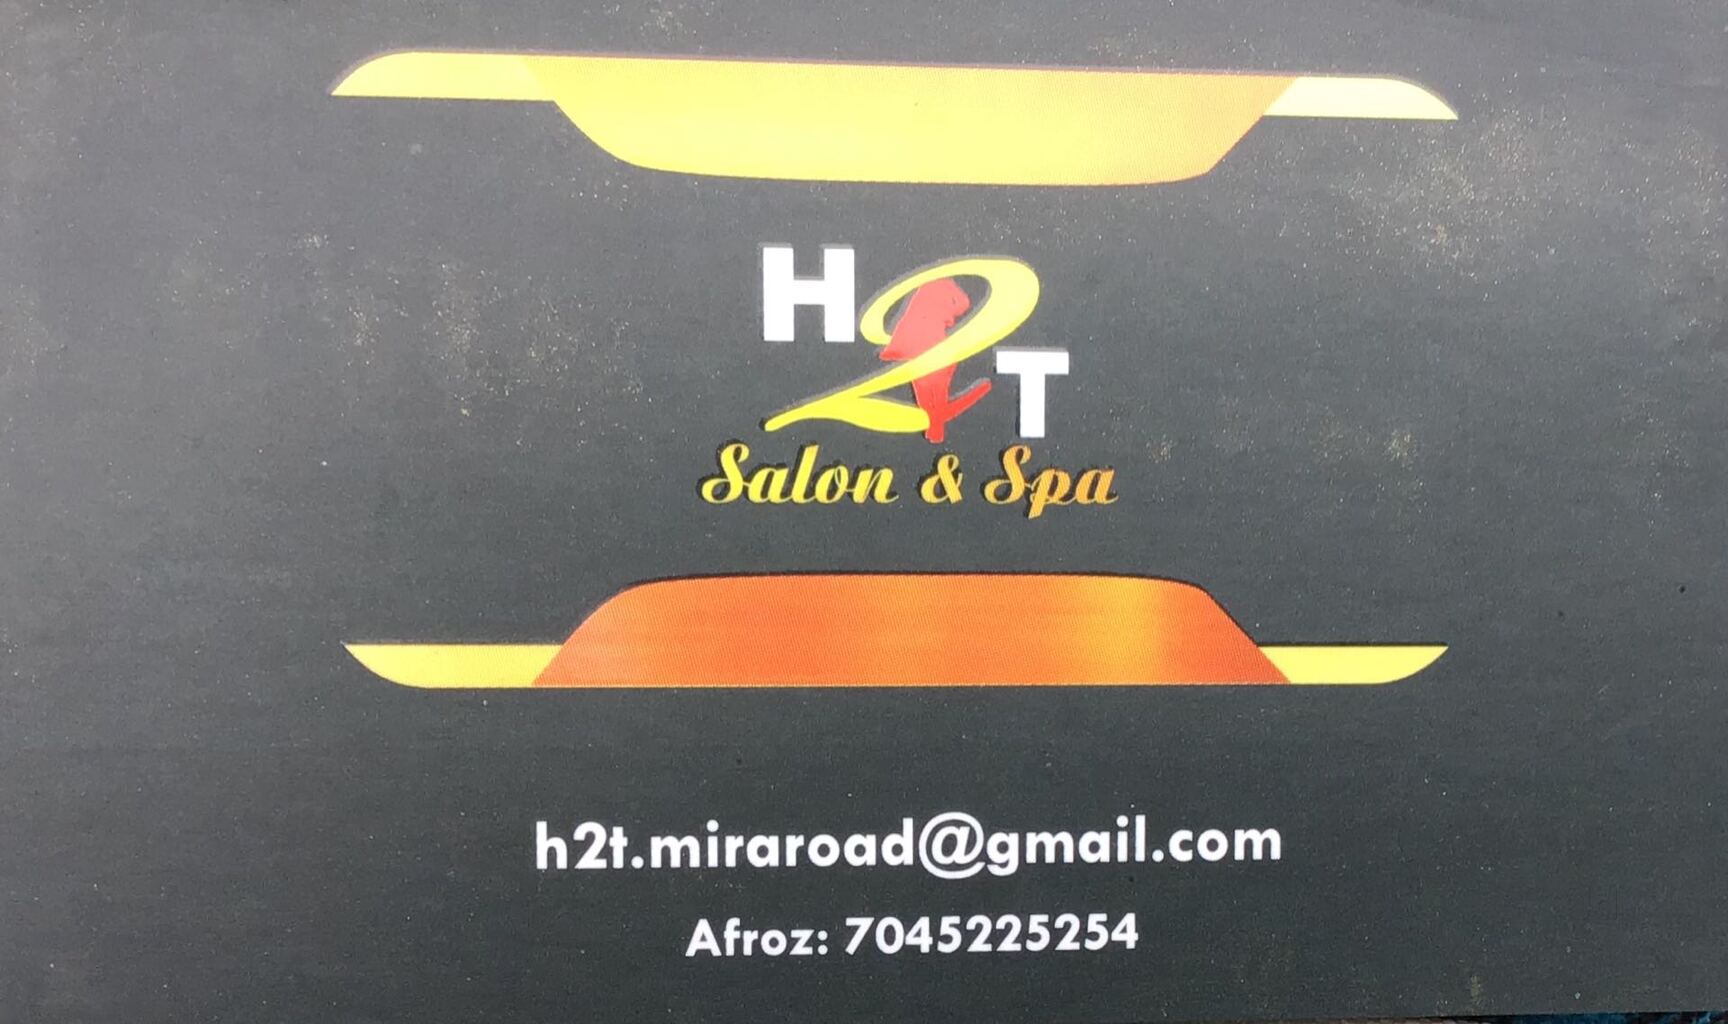 H2T
Salon & Spa
h2t.miraroad@gmail.com
Afroz: 7045225254